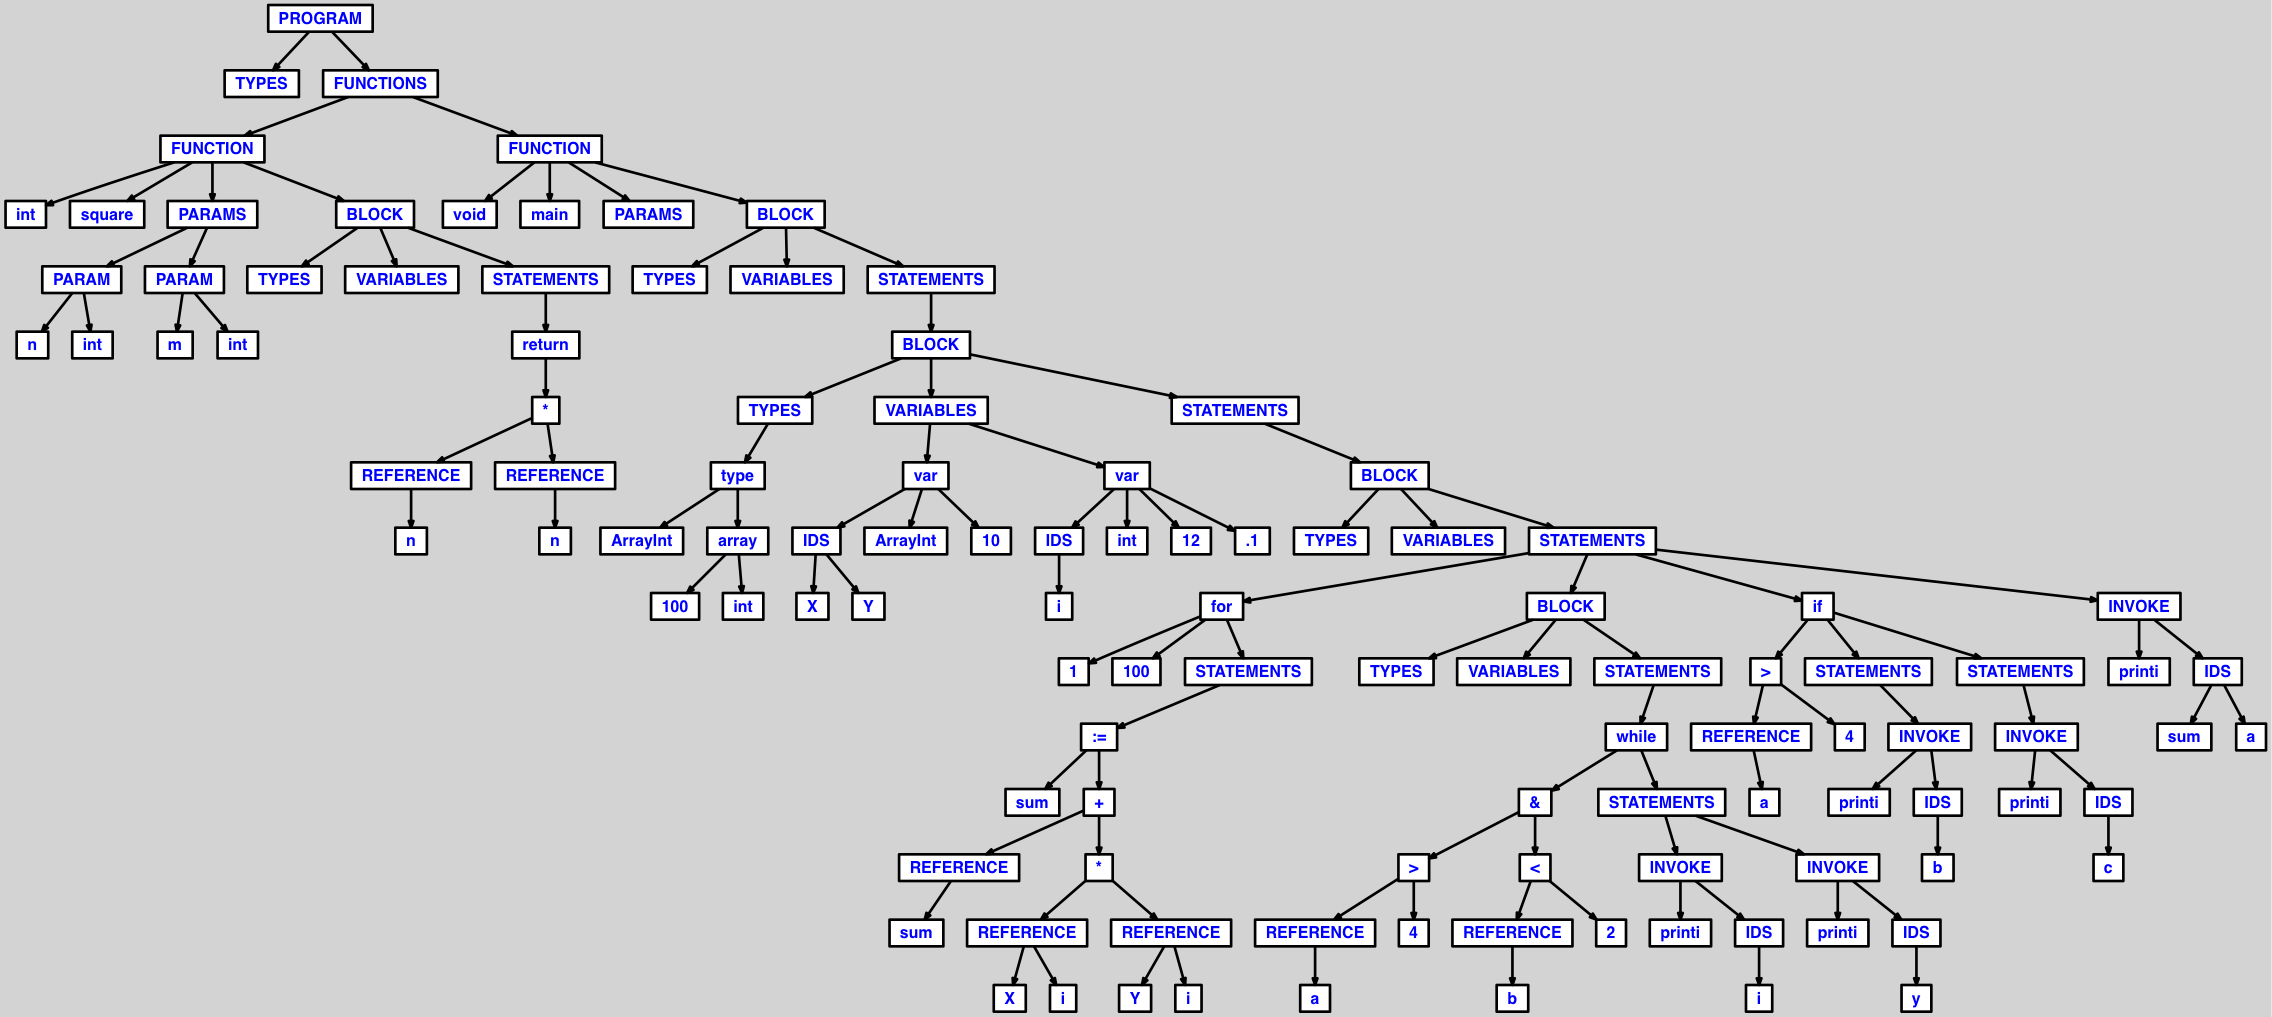 PROGRAM
TYPES FUNCTIONS
FUNCTION FUNCTION
int square PARAMS BLOCK void main PARAMS BLOCK
PARAM PARAM TYPES VARIABLES STATEMENTS TYPES VARIABLES STATEMENTS
n int m int return BLOCK
* TYPES VARIABLES STATEMENTS
REFERENCE REFERENCE type var var BLOCK
n n ArrayInt array IDS ArrayInt 10 IDS int 12 .1 TYPES VARIABLES STATEMENTS
100 int X Y i for BLOCK if INVOKE
1 100 STATEMENTS TYPES VARIABLES STATEMENTS > STATEMENTS STATEMENTS printi IDS
:= while REFERENCE 4 INVOKE INVOKE sum a
sum + & STATEMENTS a printi IDS printi IDS
REFERENCE * > < INVOKE INVOKE b c
sum REFERENCE REFERENCE REFERENCE 4 REFERENCE 2 printi IDS printi IDS
X i Y i a b i y